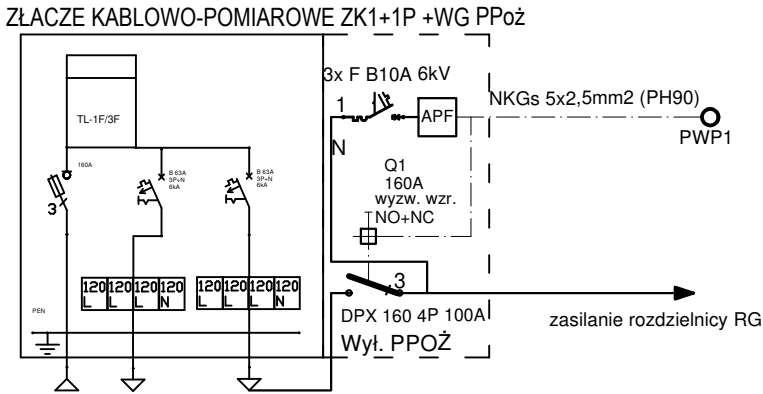 ZŁACZE KABLOWO-POMIAROWE ZK1+1P +WG PPoż
3x F B10A 6kV
1
APF
NKGs 5x2,5mm2 (PH90)
PWP1
N
TL-1F/3F
160A
3
B 63A
3P+N
6kA
B 63A
3P+N
6kA
Q1
160A
wyzw. wzr.
NO+NC
120 120 120 120
L L L N
120 120 120 120
L L L N
3
PEN
DPX 160 4P 100A
Wył. PPOŻ
zasilanie rozdzielnicy RG